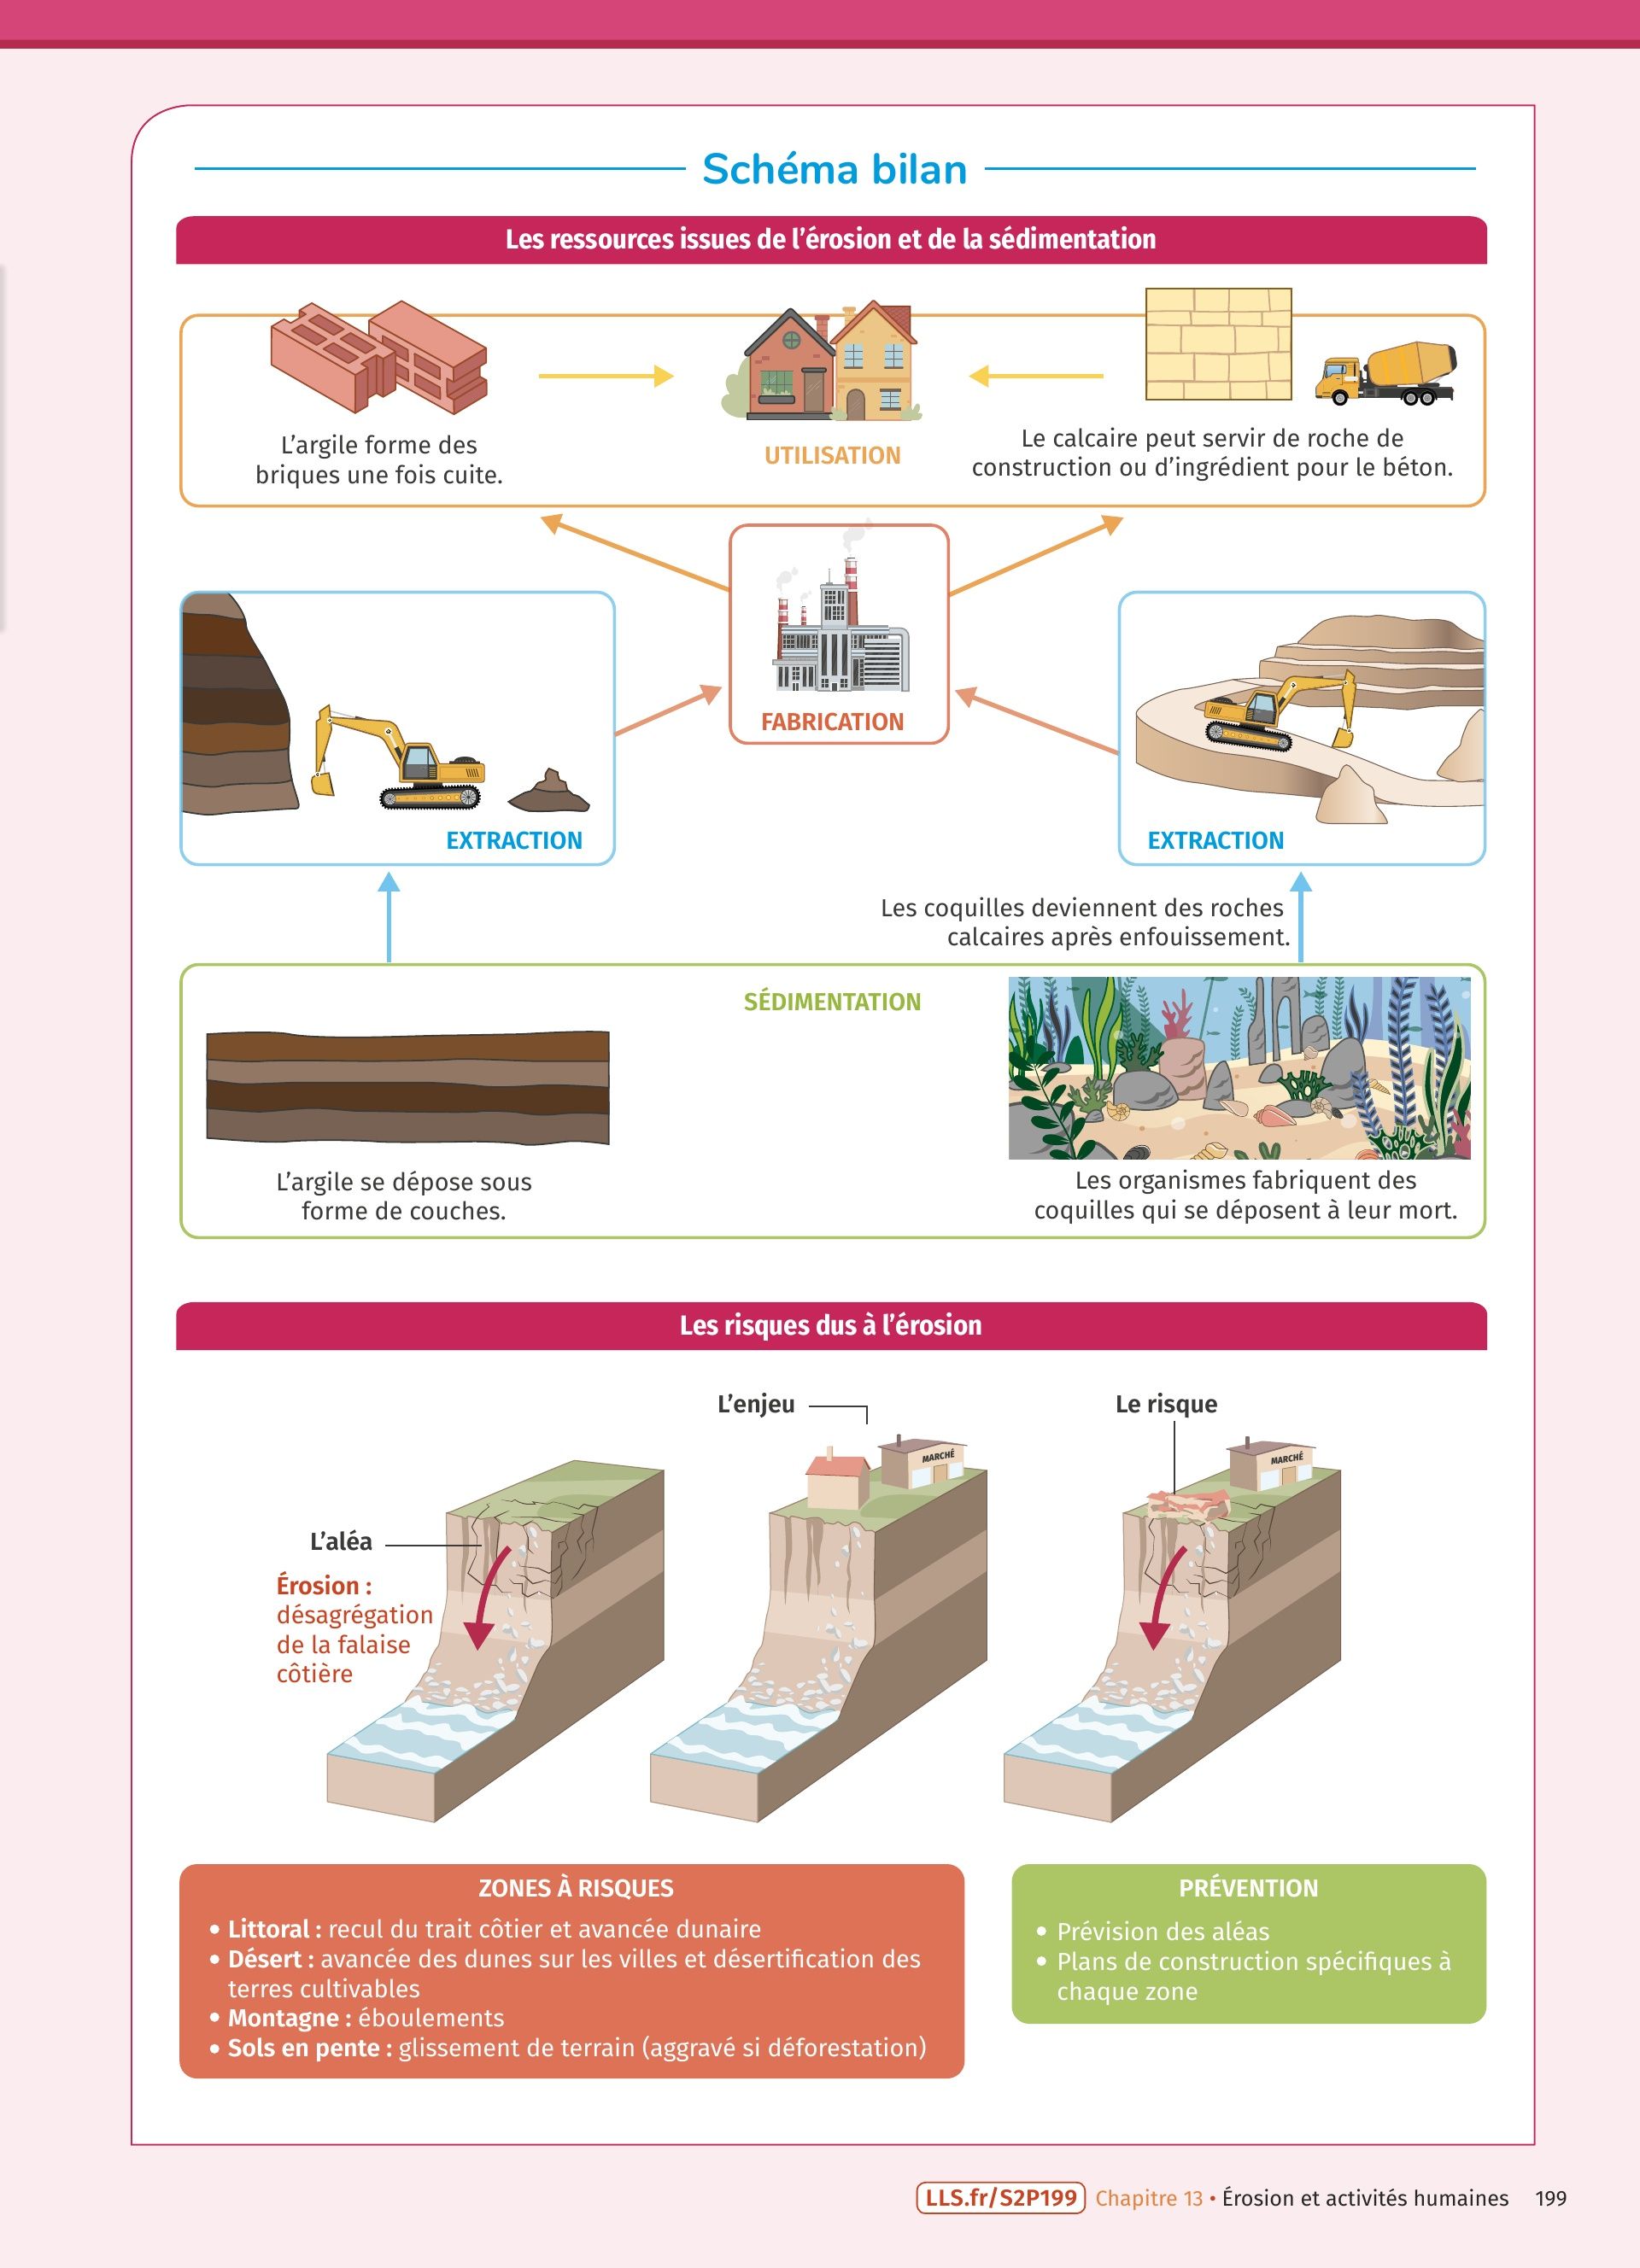 Schéma bilan
Les ressources issues de l'érosion et de la sédimentation
L'argile forme des
briques une fois cuite.
UTILISATION
Le calcaire peut servir de roche de
construction ou d'ingrédient pour le béton.
FABRICATION
EXTRACTION
EXTRACTION
Les coquilles deviennent des roches
calcaires après enfouissement.
SÉDIMENTATION
L'argile se dépose sous
forme de couches.
Les organismes fabriquent des
coquilles qui se déposent à leur mort.
Les risques dus à l'érosion
L'aléa
Érosion :
désagrégation
de la falaise
côtière
L'enjeu
MARCHÉ
Le risque
MARCHÉ
ZONES À RISQUES
• Littoral : recul du trait côtier et avancée dunaire
• Désert : avancée des dunes sur les villes et désertification des
terres cultivables
• Montagne : éboulements
• Sols en pente : glissement de terrain (aggravé si déforestation)
PRÉVENTION
• Prévision des aléas
• Plans de construction spécifiques à
chaque zone
LLS.fr/S2P199 Chapitre 13 • Érosion et activités humaines 199